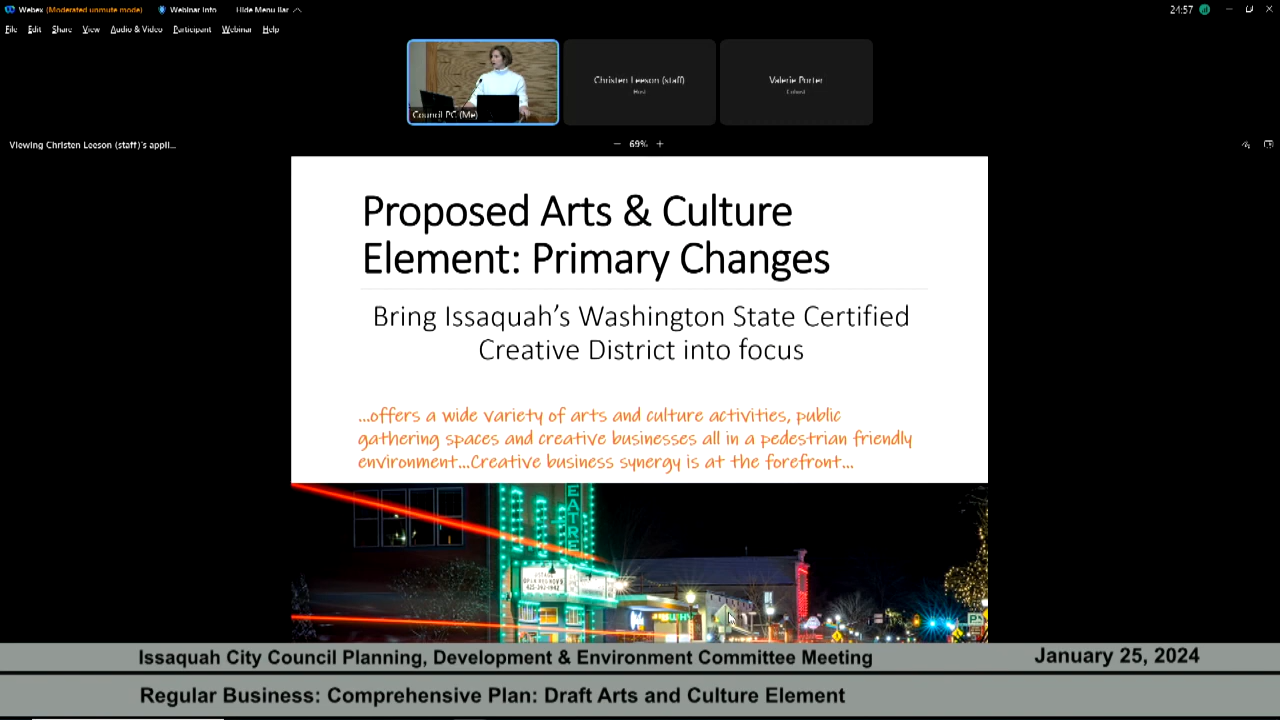 Webex (Moderated unmute mode) Webinar Info Hide Menu Bar 24:57
File Edit Share View Audio & Video Participant Webinar Help
Council PC (Me)
Christen Leeson (staff)
Host
Valerie Porter
Cohost
Viewing Christen Leeson (staff)'s appli...
69%
Proposed Arts & Culture
Element: Primary Changes
Bring Issaquah's Washington State Certified
Creative District into focus
...offers a wide variety of arts and culture activities, public
gathering spaces and creative businesses all in a pedestrian friendly
environment...Creative business synergy is at the forefront...
EATRE
Issaquah City Council Planning, Development & Environment Committee Meeting
January 25, 2024
Regular Business: Comprehensive Plan: Draft Arts and Culture Element